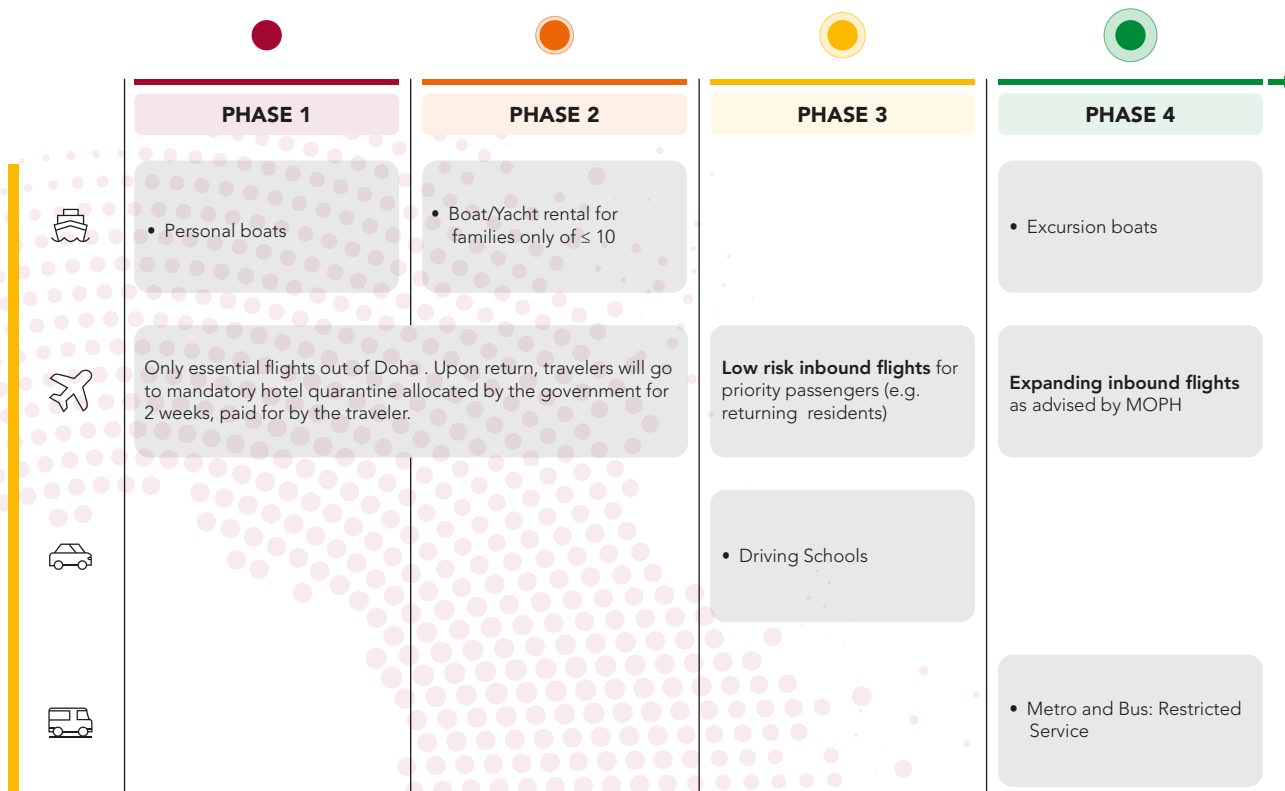 PHASE 1
PHASE 2
PHASE 3
PHASE 4
• Personal boats
• Boat/Yacht rental for
families only of ≤ 10
• Excursion boats
Only essential flights out of Doha . Upon return, travelers will go
to mandatory hotel quarantine allocated by the government for
2 weeks, paid for by the traveler.
Low risk inbound flights for
priority passengers (e.g.
returning residents)
Expanding inbound flights
as advised by MOPH
• Driving Schools
• Metro and Bus: Restricted
Service